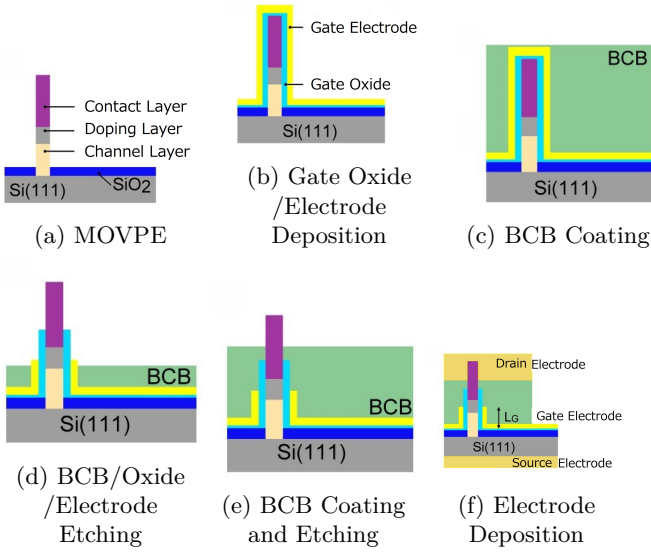 Contact Layer
Doping Layer
Channel Layer
Si(111)
SiO2
(a) MOVPE
Gate Electrode
Gate Oxide
Si(111)
(b) Gate Oxide
/Electrode
Deposition
BCB
Si(111)
(c) BCB Coating
BCB
Si(111)
(d) BCB/Oxide
/Electrode
Etching
BCB
Si(111)
(e) BCB Coating
and Etching
Drain Electrode
LG
Gate Electrode
Si(111)
Source Electrode
(f) Electrode
Deposition